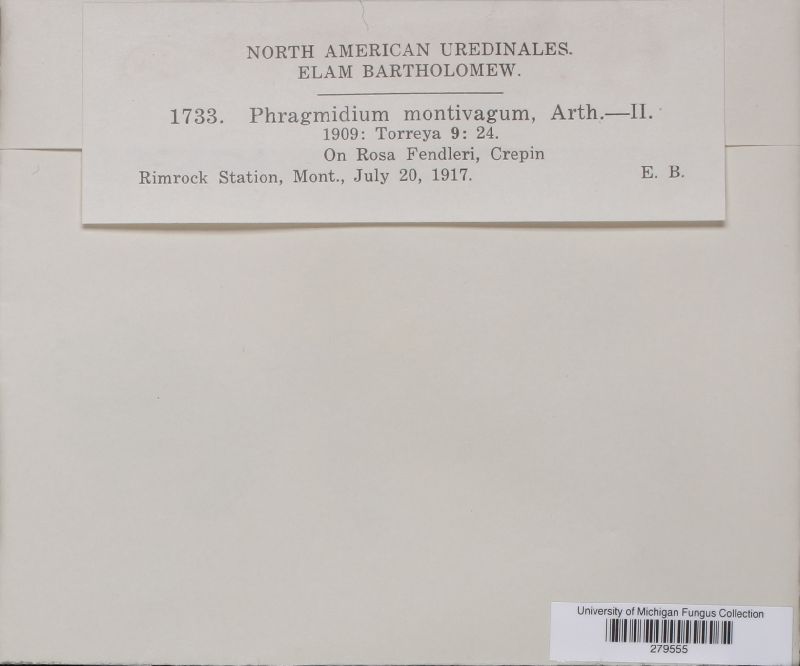 NORTH AMERICAN UREDINALES.
ELAM BARTHOLOMEW.
1733. Phragmidium montivagum, Arth.—II.
1909: Torreya 9: 24.
On Rosa Fendleri, Crepin
Rimrock Station, Mont., July 20, 1917. E. B.
University of Michigan Fungus Collection
279555